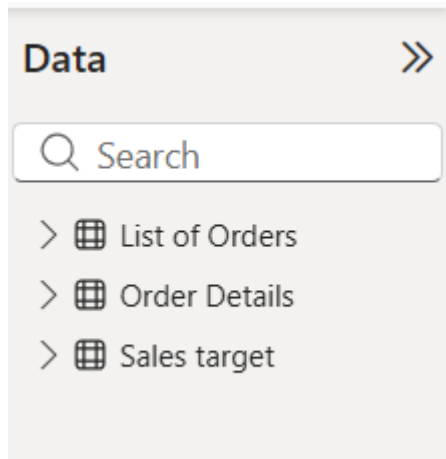 Data
Search
List of Orders
Order Details
Sales target